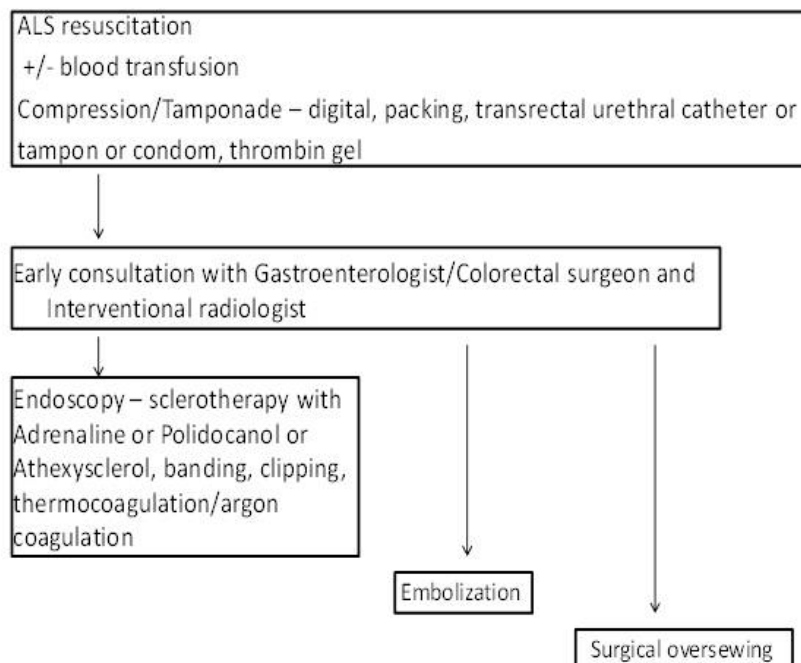 ALS resuscitation
+/- blood transfusion
Compression/Tamponade – digital, packing, transrectal urethral catheter or
tampon or condom, thrombin gel
Early consultation with Gastroenterologist/Colorectal surgeon and
Interventional radiologist
Endoscopy – sclerotherapy with
Adrenaline or Polidocanol or
Athexysclerol, banding, clipping,
thermocoagulation/argon
coagulation
Embolization
Surgical oversewing